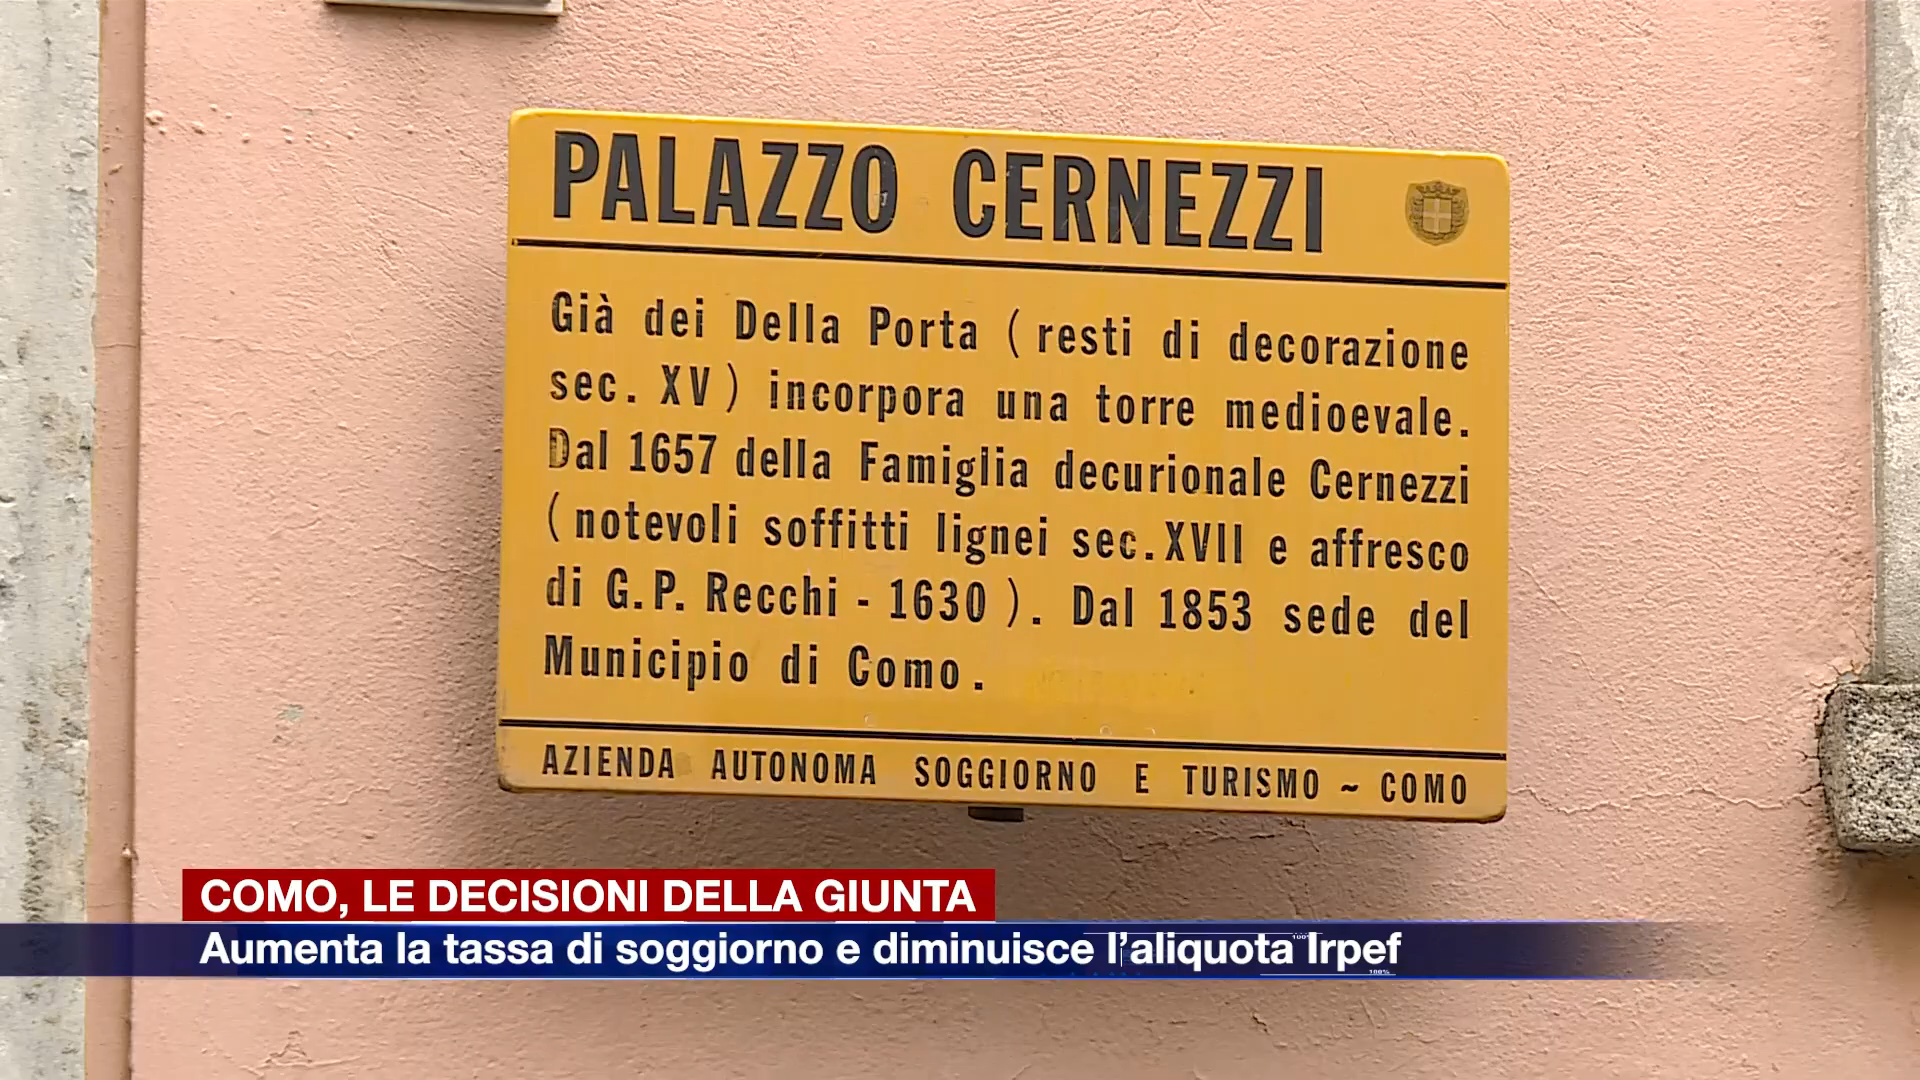 PALAZZO CERNEZZI
Già dei Della Porta ( resti di decorazione
sec. XV ) incorpora una torre medioevale.
Dal 1657 della Famiglia decurionale Cernezzi
( notevoli soffitti lignei sec. XVII e affresco
di G.P. Recchi - 1630 ). Dal 1853 sede del
Municipio di Como.
AZIENDA AUTONOMA SOGGIORNO E TURISMO ~ COMO
COMO, LE DECISIONI DELLA GIUNTA
Aumenta la tassa di soggiorno e diminuisce l’aliquota Irpef
100%
100%